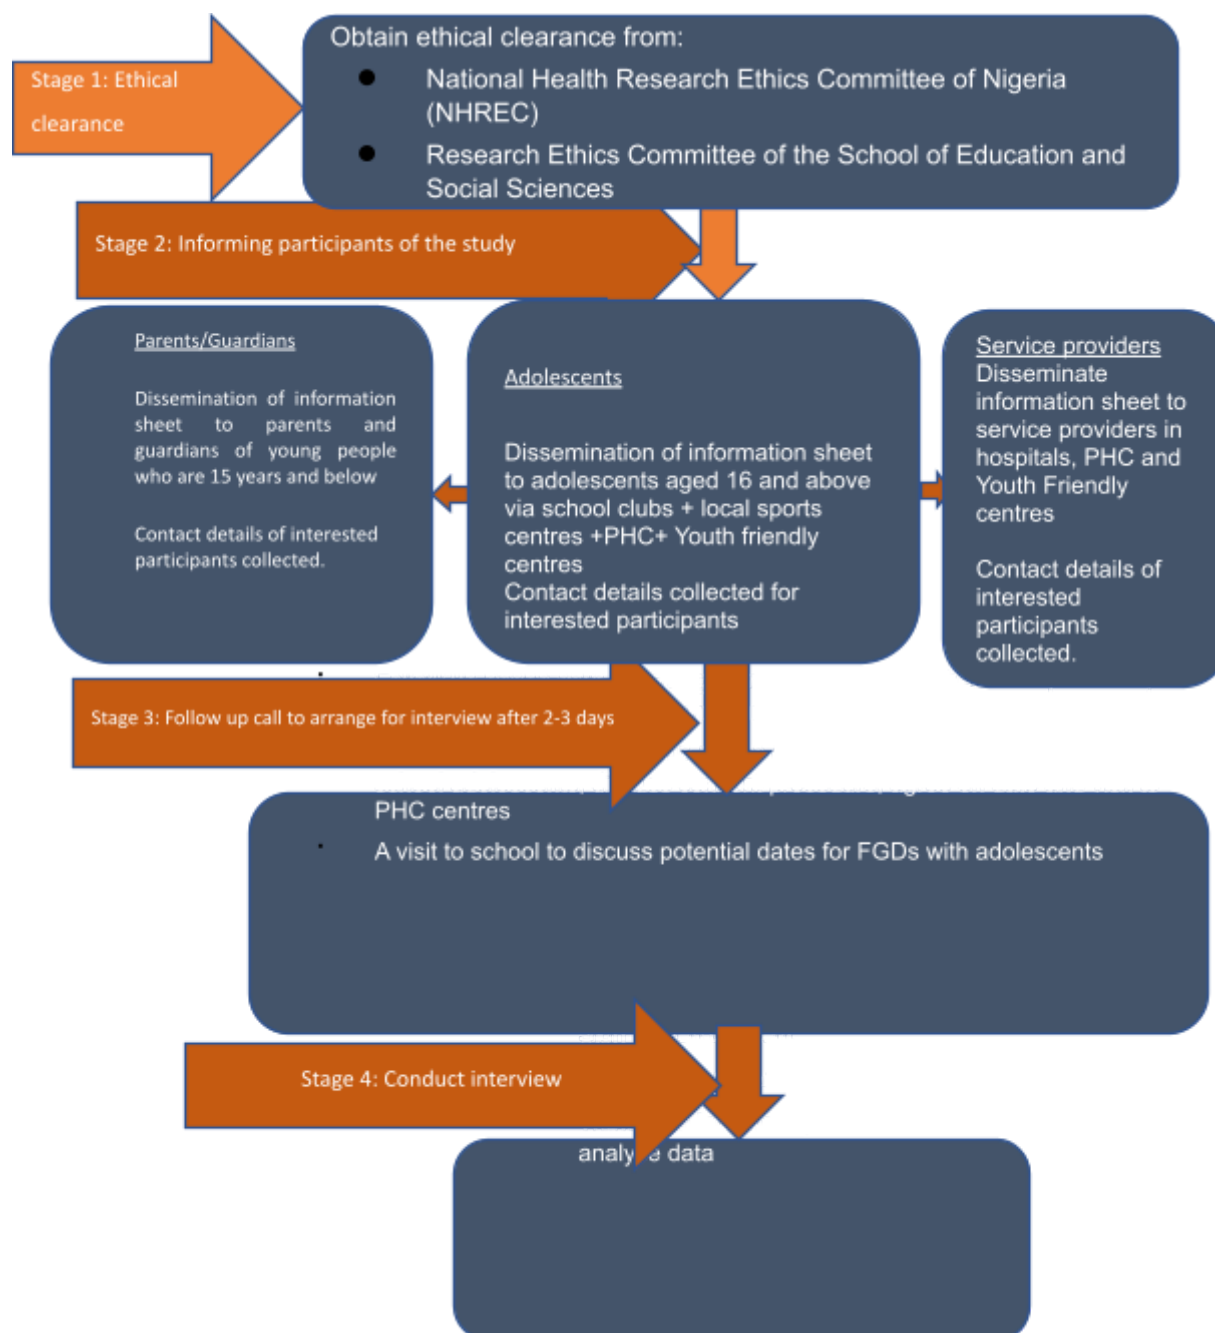 Stage 1: Ethical
clearance
Obtain ethical clearance from:
● National Health Research Ethics Committee of Nigeria
(NHREC)
● Research Ethics Committee of the School of Education and
Social Sciences
Stage 2: Informing participants of the study
Parents/Guardians
Dissemination of information
sheet to parents and
guardians of young people
who are 15 years and below
Contact details of interested
participants collected.
Adolescents
Dissemination of information sheet
to adolescents aged 16 and above
via school clubs + local sports
centres +PHC+ Youth friendly
centres
Contact details collected for
interested participants
Service providers
Disseminate
information sheet to
service providers in
hospitals, PHC and
Youth Friendly
centres
Contact details of
interested
participants
collected.
Stage 3: Follow up call to arrange for interview after 2-3 days
PHC centres
· A visit to school to discuss potential dates for FGDs with adolescents
Stage 4: Conduct interview
data